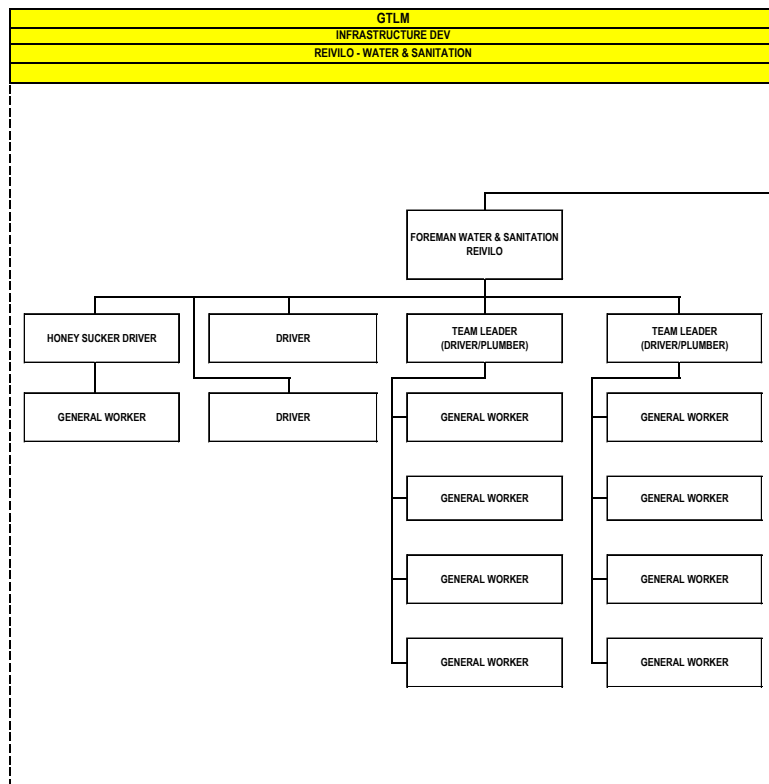 GTLM
INFRASTRUCTURE DEV
REIVILO - WATER & SANITATION
FOREMAN WATER & SANITATION
REIVILO
HONEY SUCKER DRIVER
DRIVER
TEAM LEADER
(DRIVER/PLUMBER)
TEAM LEADER
(DRIVER/PLUMBER)
GENERAL WORKER
DRIVER
GENERAL WORKER
GENERAL WORKER
GENERAL WORKER
GENERAL WORKER
GENERAL WORKER
GENERAL WORKER
GENERAL WORKER
GENERAL WORKER